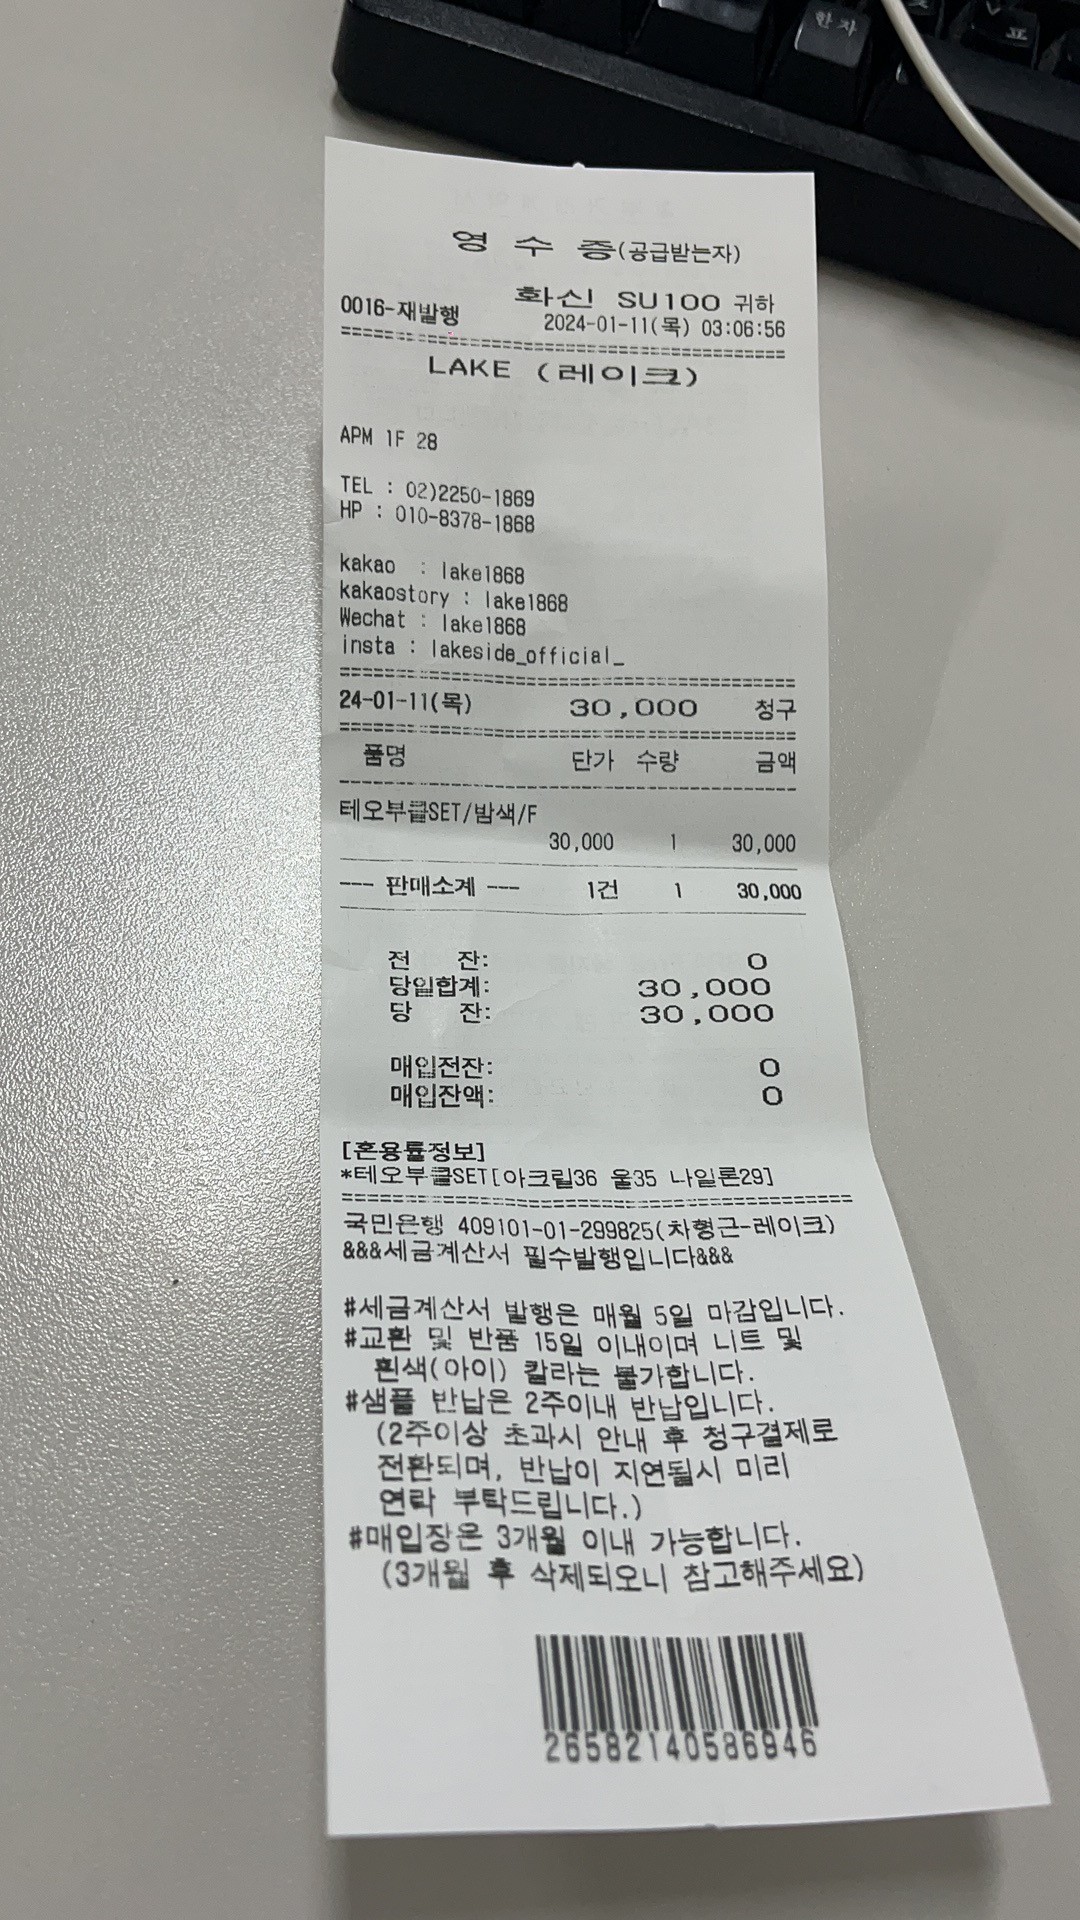 한자
ㅍ
영 수 증(공급받는자)
화신 SU100 귀하
0016-재발행 2024-01-11(목) 03:06:56
LAKE (레이크)
APM 1F 28
TEL : 02)2250-1869
HP : 010-8378-1868
kakao : lake1868
kakaostory : lake1868
Wechat : lake1868
insta : lakeside_official_
24-01-11(목) 30,000 청구
품명 단가 수량 금액
테오부클SET/밤색/F
30,000 1 30,000
--- 판매소계 --- 1건 1 30,000
전 잔: 0
당일합계: 30,000
당 잔: 30,000
매입전잔: 0
매입잔액: 0
[혼용률정보]
*테오부클SET[아크릴36 울35 나일론29]
국민은행 409101-01-299825(차형근-레이크)
&&&세금계산서 필수발행입니다&&&
#세금계산서 발행은 매월 5일 마감입니다.
#교환 및 반품 15일 이내이며 니트 및
흰색(아이) 칼라는 불가합니다.
#샘플 반납은 2주이내 반납입니다.
(2주이상 초과시 안내 후 청구결제로
전환되며, 반납이 지연될시 미리
연락 부탁드립니다.)
#매입장은 3개월 이내 가능합니다.
(3개월 후 삭제되오니 참고해주세요)
26582140586946